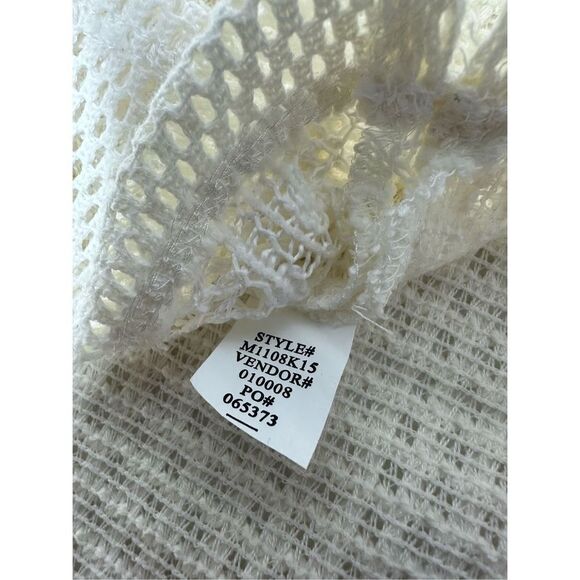 STYLE#
M1108K15
VENDOR#
010008
PO#
065373